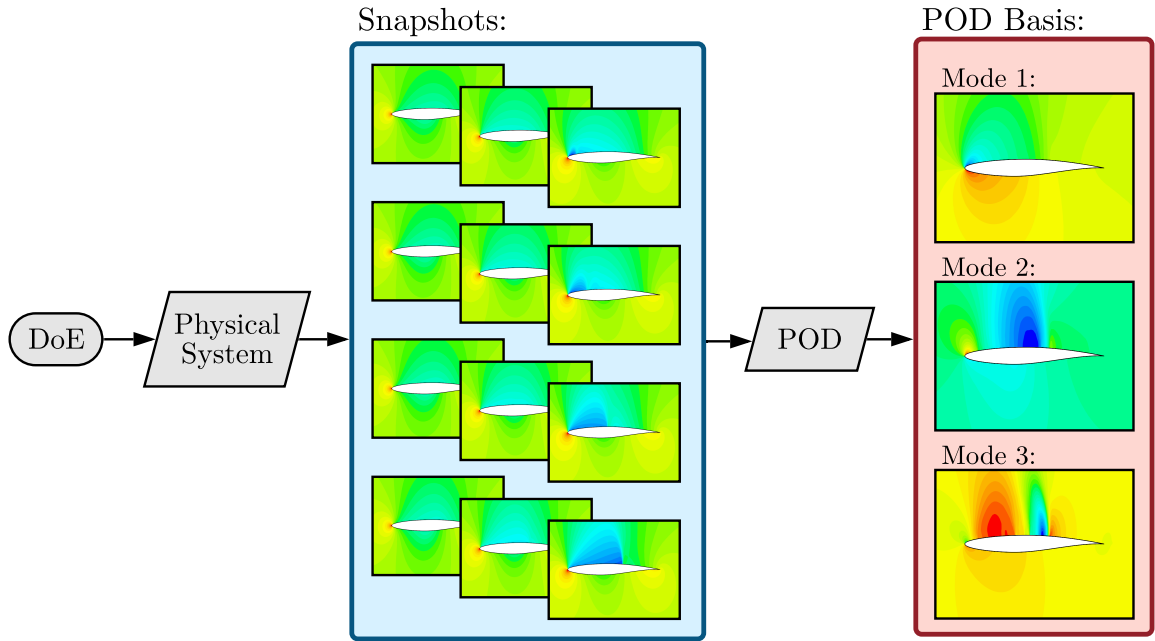 Snapshots:
POD Basis:
DoE
Physical
System
POD
Mode 1:
Mode 2:
Mode 3: